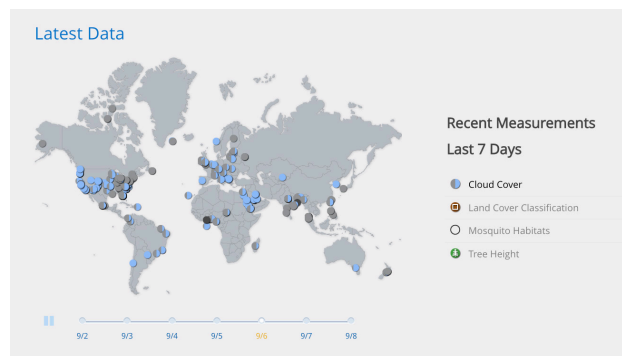 Latest Data
Recent Measurements
Last 7 Days
Cloud Cover
Land Cover Classification
Mosquito Habitats
Tree Height
9/2 9/3 9/4 9/5 9/6 9/7 9/8